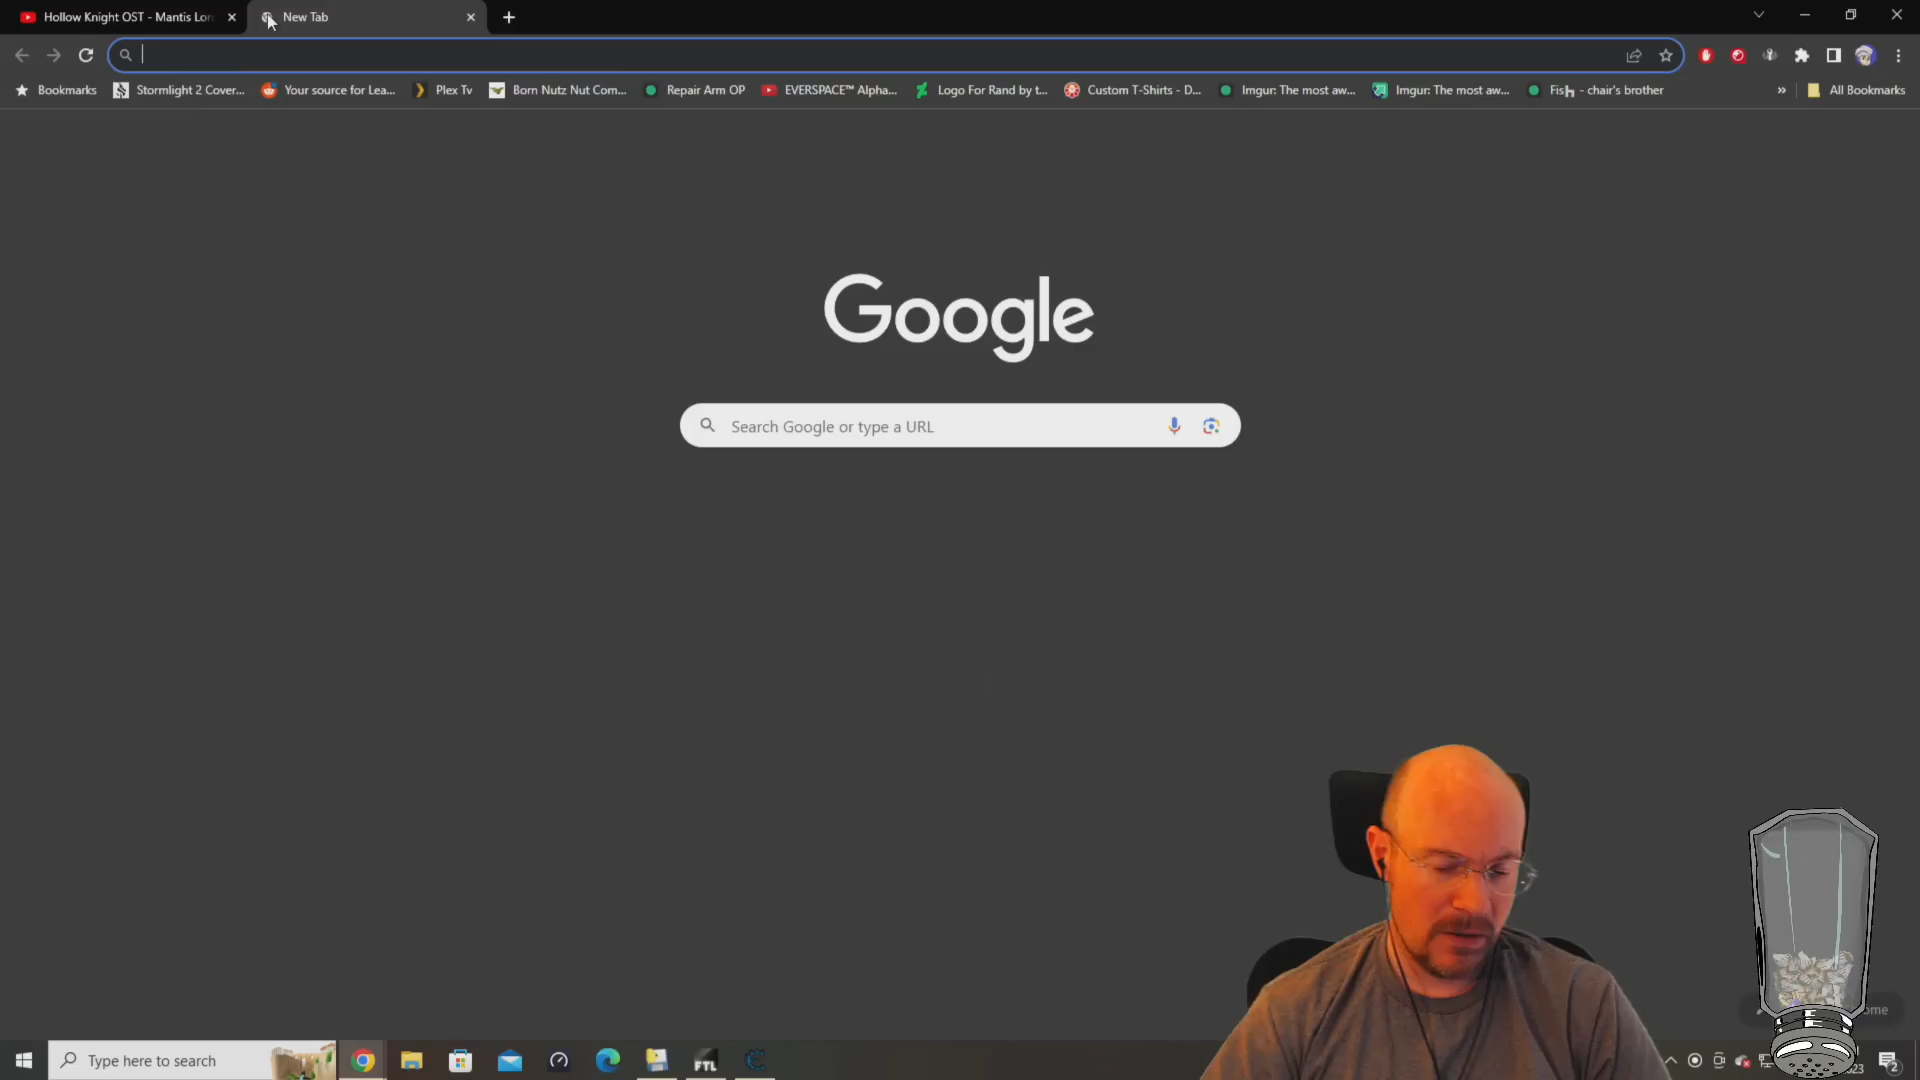 Hollow Knight OST - Mantis Lor
New Tab
Bookmarks
Stormlight 2 Cover...
Your source for Lea...
Plex Tv
Born Nutz Nut Com...
Repair Arm OP
EVERSPACE™ Alpha...
Logo For Rand by t...
Custom T-Shirts - D...
Imgur: The most aw...
Imgur: The most aw...
Fish - chair's brother
»
All Bookmarks
Google
Search Google or type a URL
Type here to search
FTL
2